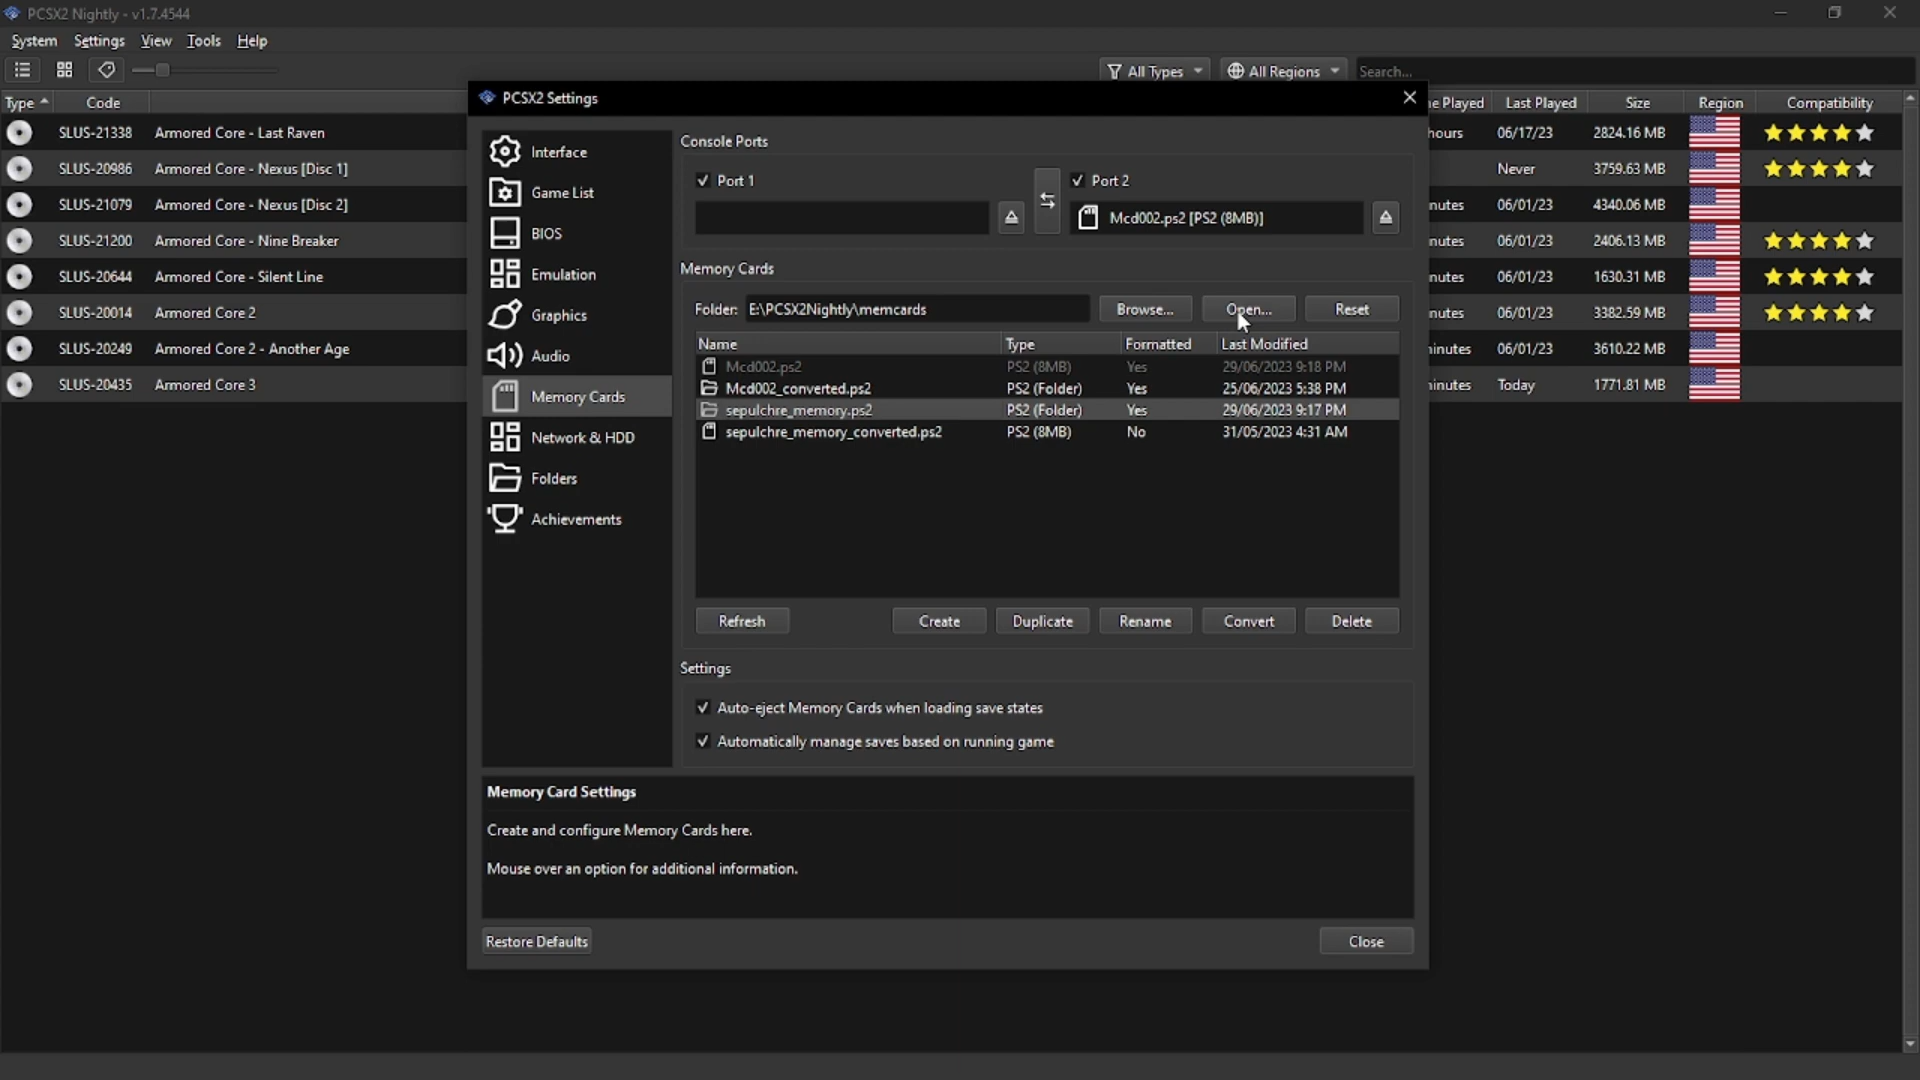 PCSX2 Nightly - v1.7.4544
System Settings View Tools Help
All Types All Regions Search...
Type Code Last Played Size Region Compatibility
SLUS-21338 Armored Core - Last Raven hours 06/17/23 2824.16 MB
SLUS-20986 Armored Core - Nexus [Disc 1] Never 3759.63 MB
SLUS-21079 Armored Core - Nexus [Disc 2] 06/01/23 4340.06 MB
SLUS-21200 Armored Core - Nine Breaker 06/01/23 2406.13 MB
SLUS-20644 Armored Core - Silent Line 06/01/23 1630.31 MB
SLUS-20014 Armored Core 2 06/01/23 3382.59 MB
SLUS-20249 Armored Core 2 - Another Age 06/01/23 3610.22 MB
SLUS-20435 Armored Core 3 Today 1771.81 MB
PCSX2 Settings
Interface
Game List
BIOS
Emulation
Graphics
Audio
Memory Cards
Network & HDD
Folders
Achievements
Console Ports
Port 1 Port 2
Mcd002.ps2 [PS2 (8MB)]
Memory Cards
Folder: E:\PCSX2Nightly\memcards Browse... Open... Reset
Name Type Formatted Last Modified
Mcd002.ps2 PS2 (8MB) Yes 29/06/2023 9:18 PM
Mcd002_converted.ps2 PS2 (Folder) Yes 25/06/2023 5:38 PM
sepulchre_memory.ps2 PS2 (Folder) Yes 29/06/2023 9:17 PM
sepulchre_memory_converted.ps2 PS2 (8MB) No 31/05/2023 4:31 AM
Refresh Create Duplicate Rename Convert Delete
Settings
Auto-eject Memory Cards when loading save states
Automatically manage saves based on running game
Memory Card Settings
Create and configure Memory Cards here.
Mouse over an option for additional information.
Restore Defaults Close